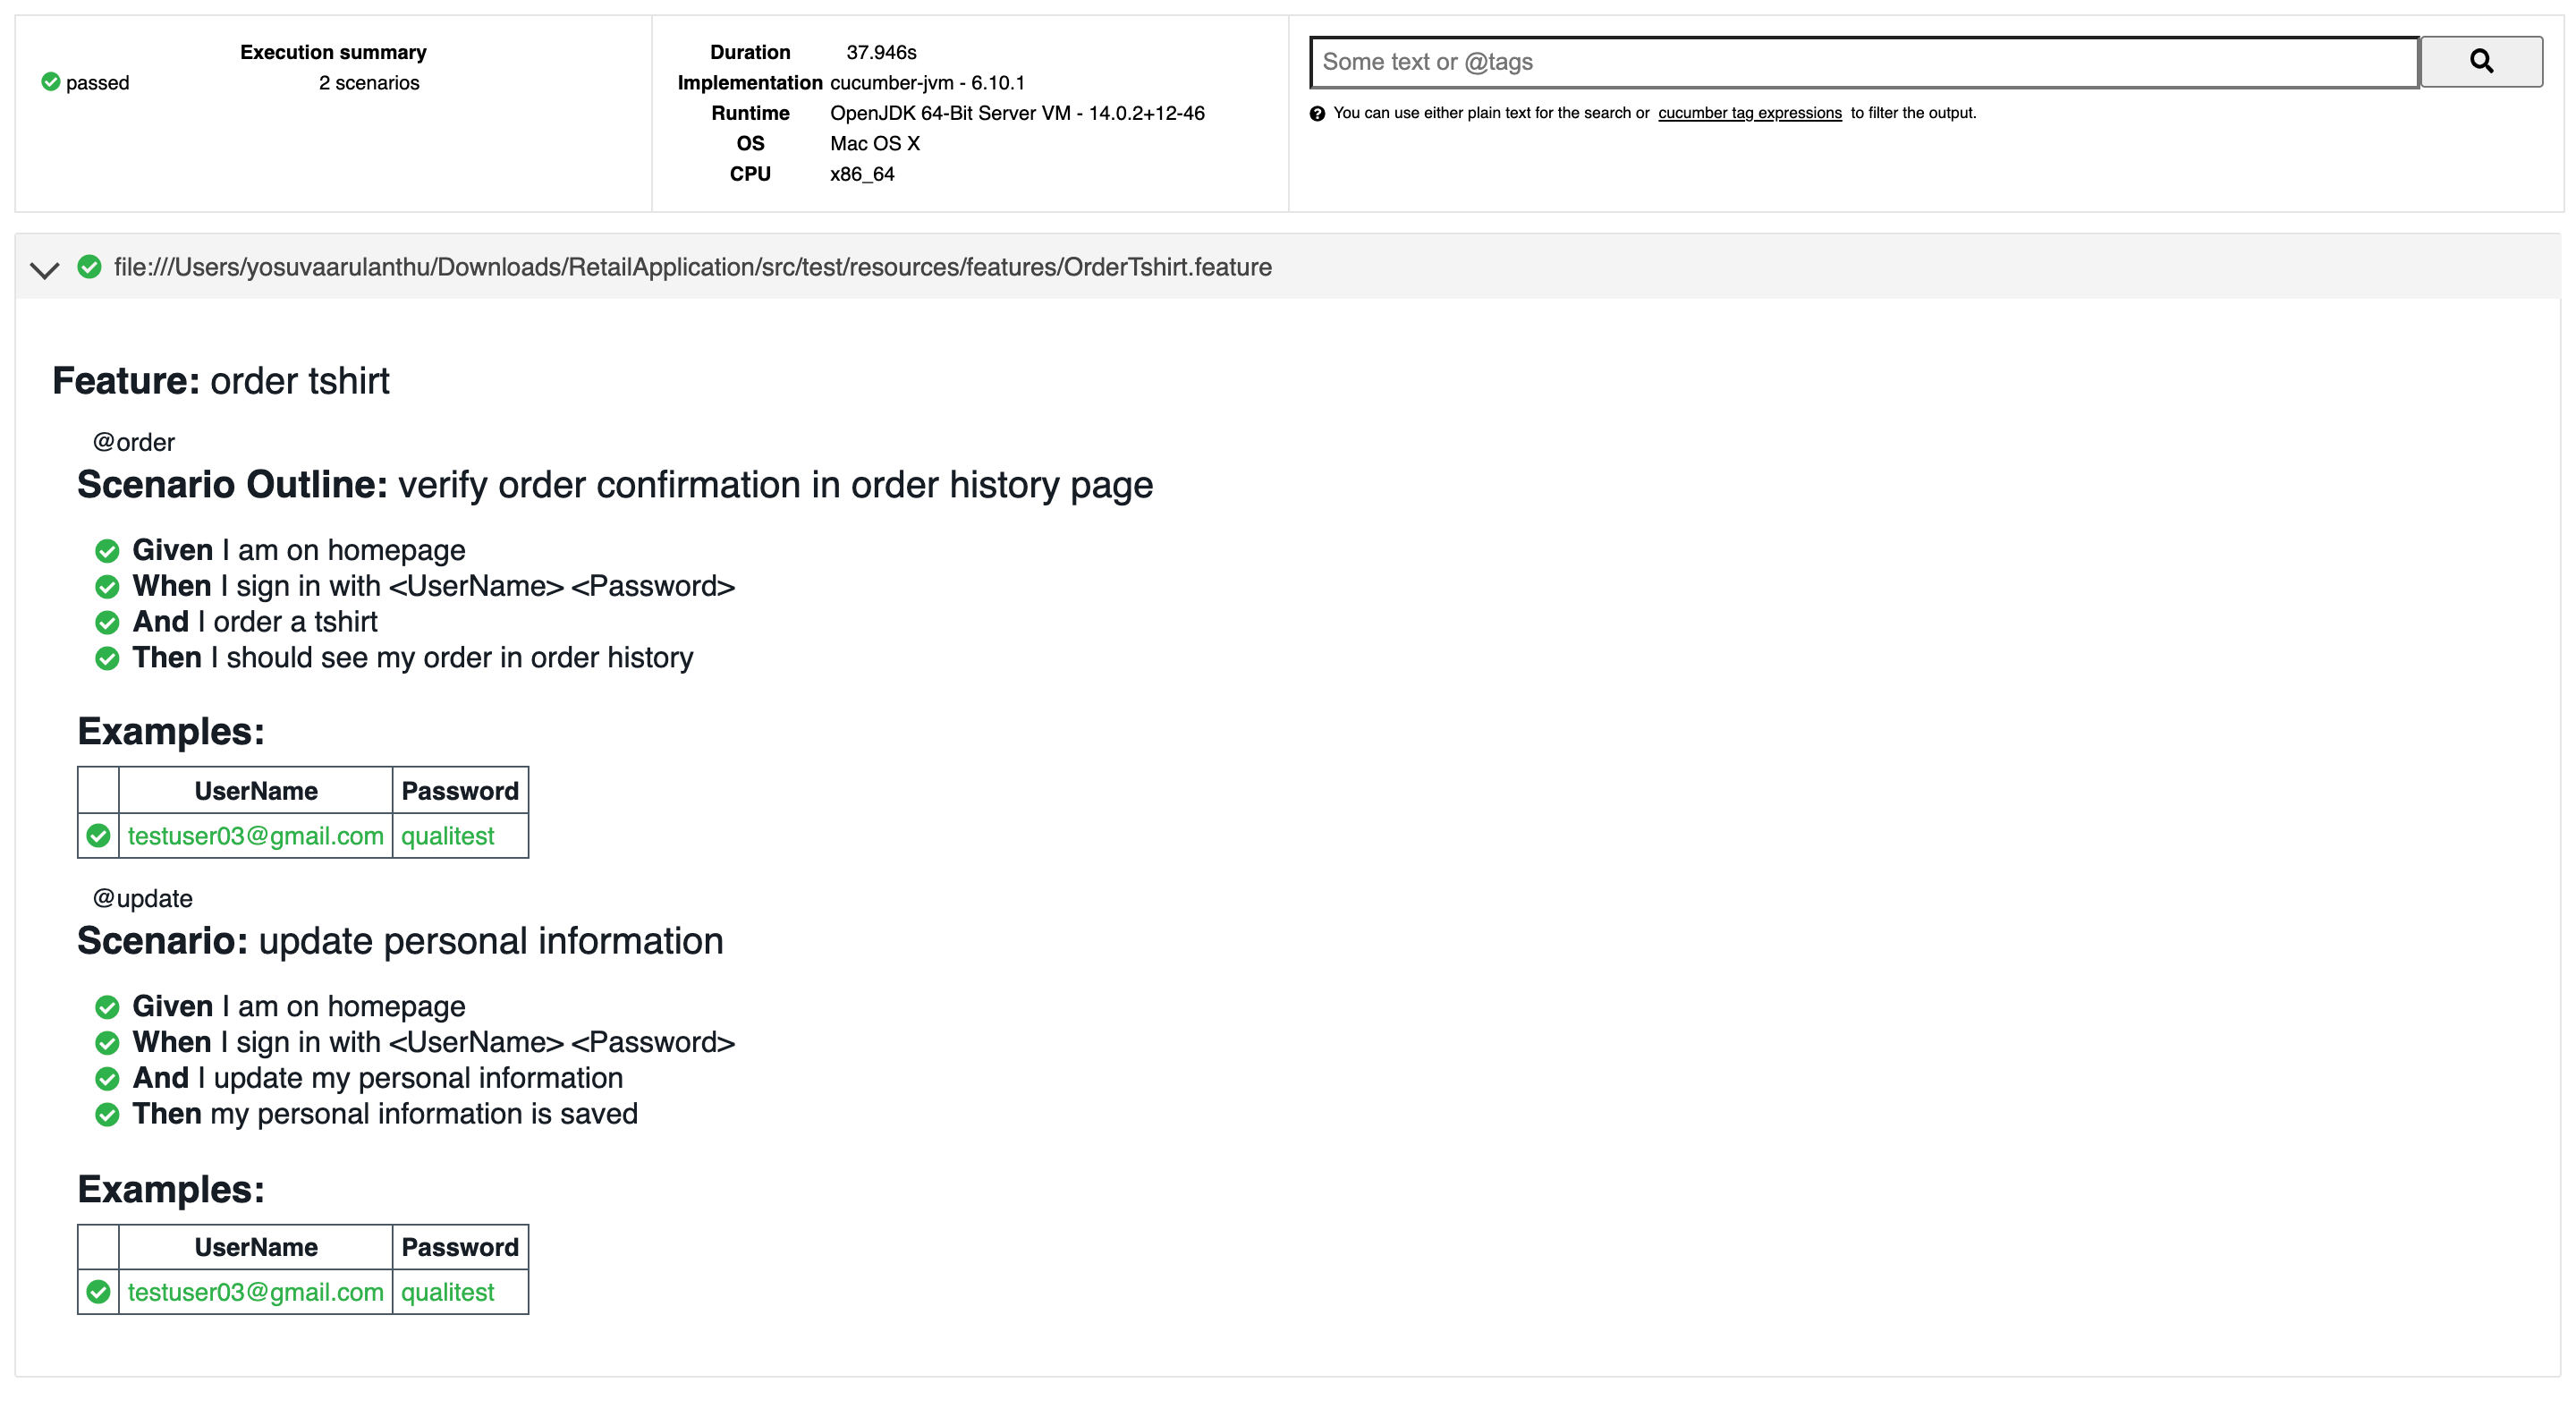 Execution summary
passed 2 scenarios
Duration 37.946s
Implementation cucumber-jvm - 6.10.1
Runtime OpenJDK 64-Bit Server VM - 14.0.2+12-46
OS Mac OS X
CPU x86_64
Some text or @tags
You can use either plain text for the search or cucumber tag expressions to filter the output.
file:///Users/yosuvaarulanthu/Downloads/RetailApplication/src/test/resources/features/OrderTshirt.feature
Feature: order tshirt
@order
Scenario Outline: verify order confirmation in order history page
Given I am on homepage
When I sign in with <UserName> <Password>
And I order a tshirt
Then I should see my order in order history
Examples:
UserName Password
testuser03@gmail.com qualitest
@update
Scenario: update personal information
Given I am on homepage
When I sign in with <UserName> <Password>
And I update my personal information
Then my personal information is saved
Examples:
UserName Password
testuser03@gmail.com qualitest